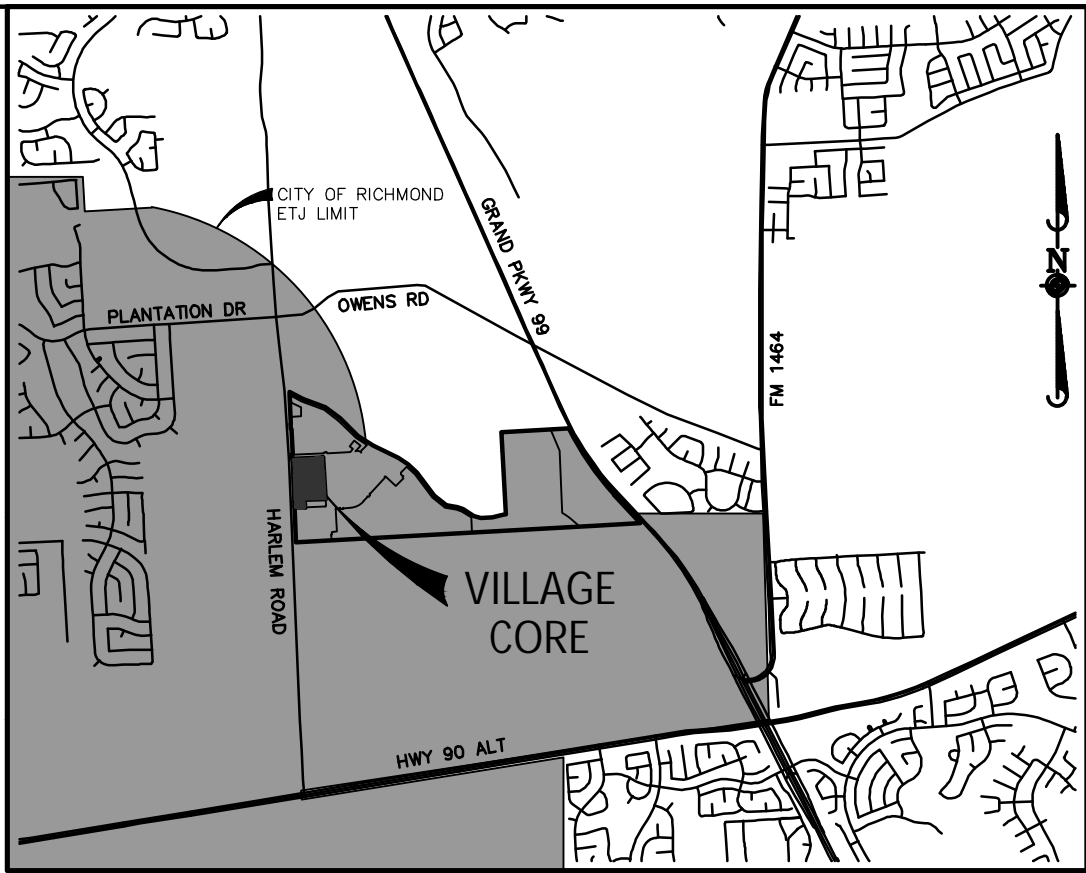 CITY OF RICHMOND
ETJ LIMIT
GRAND PKWY 99
N
PLANTATION DR
OWENS RD
FM 1464
HARLEM ROAD
VILLAGE
CORE
HWY 90 ALT